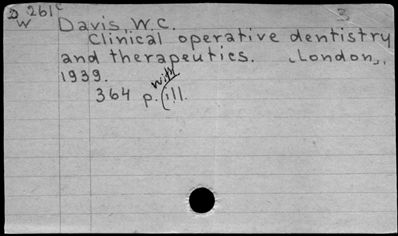 D 261c 3
W Davis W.C.
Clinical operative dentistry
and therapeutics. London,
1939.
with
364 p. (ill.